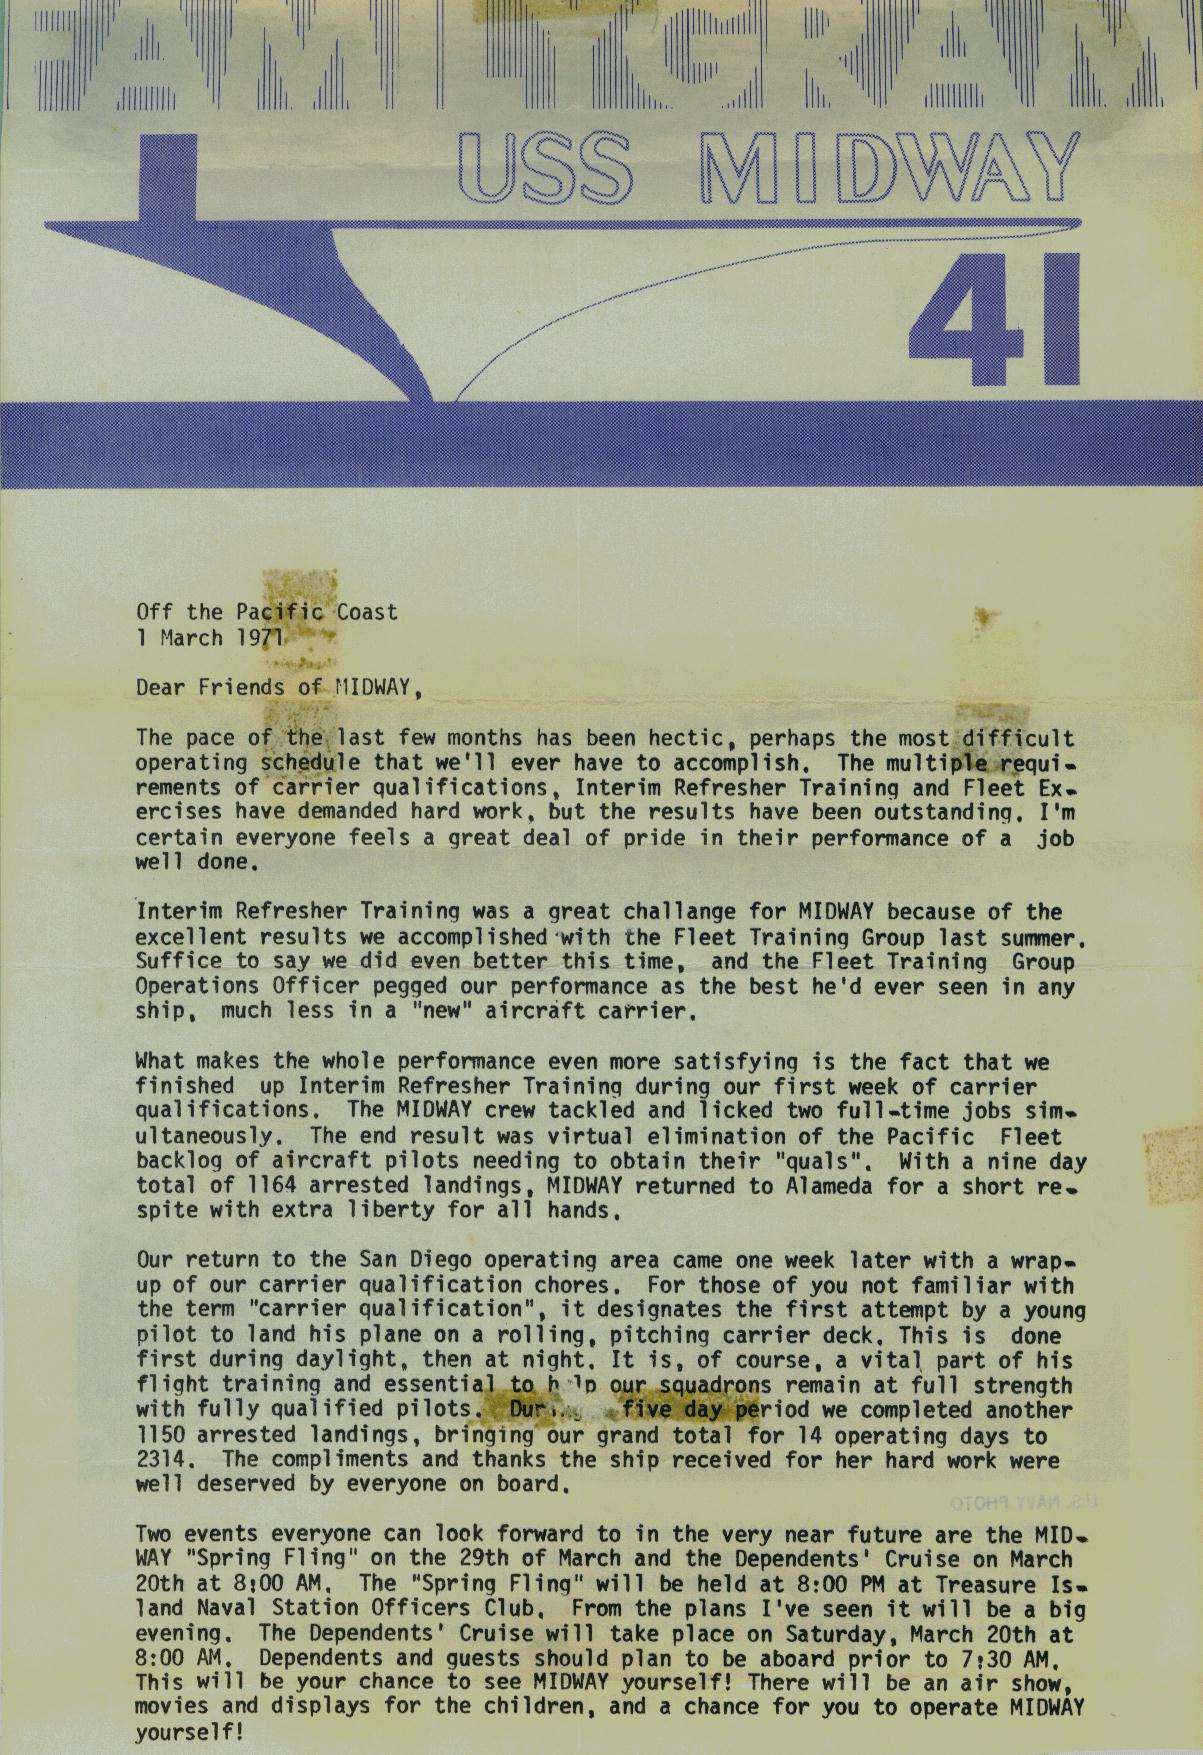 FAMILYGRAM
USS MIDWAY
41
Off the Pacific Coast
1 March 1971
Dear Friends of MIDWAY,
The pace of the last few months has been hectic, perhaps the most difficult
operating schedule that we'll ever have to accomplish. The multiple requi-
rements of carrier qualifications, Interim Refresher Training and Fleet Ex-
ercises have demanded hard work, but the results have been outstanding. I'm
certain everyone feels a great deal of pride in their performance of a job
well done.
Interim Refresher Training was a great challange for MIDWAY because of the
excellent results we accomplished with the Fleet Training Group last summer.
Suffice to say we did even better this time, and the Fleet Training Group
Operations Officer pegged our performance as the best he'd ever seen in any
ship, much less in a "new" aircraft carrier.
What makes the whole performance even more satisfying is the fact that we
finished up Interim Refresher Training during our first week of carrier
qualifications. The MIDWAY crew tackled and licked two full-time jobs sim-
ultaneously. The end result was virtual elimination of the Pacific Fleet
backlog of aircraft pilots needing to obtain their "quals". With a nine day
total of 1164 arrested landings, MIDWAY returned to Alameda for a short re-
spite with extra liberty for all hands.
Our return to the San Diego operating area came one week later with a wrap-
up of our carrier qualification chores. For those of you not familiar with
the term "carrier qualification", it designates the first attempt by a young
pilot to land his plane on a rolling, pitching carrier deck. This is done
first during daylight, then at night. It is, of course, a vital part of his
flight training and essential to help our squadrons remain at full strength
with fully qualified pilots. five day period we completed another
1150 arrested landings, bringing our grand total for 14 operating days to
2314. The compliments and thanks the ship received for her hard work were
well deserved by everyone on board.
U.S. NAVY PHOTO
Two events everyone can look forward to in the very near future are the MID-
WAY "Spring Fling" on the 29th of March and the Dependents' Cruise on March
20th at 8:00 AM. The "Spring Fling" will be held at 8:00 PM at Treasure Is-
land Naval Station Officers Club. From the plans I've seen it will be a big
evening. The Dependents' Cruise will take place on Saturday, March 20th at
8:00 AM. Dependents and guests should plan to be aboard prior to 7:30 AM.
This will be your chance to see MIDWAY yourself! There will be an air show,
movies and displays for the children, and a chance for you to operate MIDWAY
yourself!